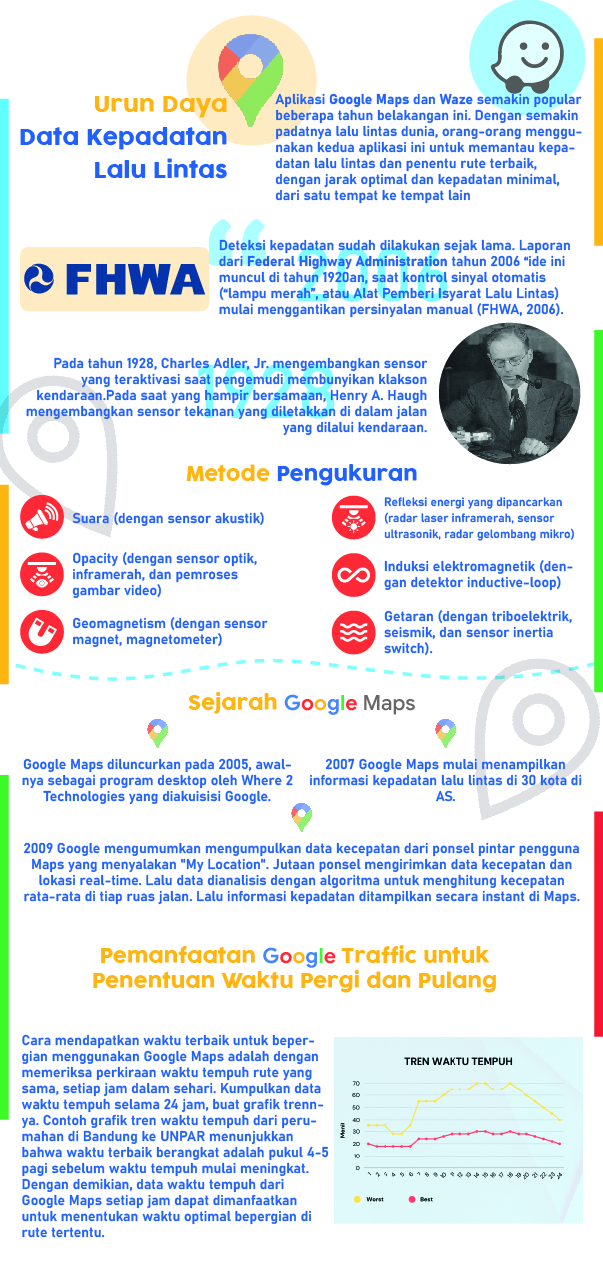 Urun Daya
Data Kepadatan
Lalu Lintas
Aplikasi Google Maps dan Waze semakin popular
beberapa tahun belakangan ini. Dengan semakin
padatnya lalu lintas dunia, orang-orang menggu-
nakan kedua aplikasi ini untuk memantau kepa-
datan lalu lintas dan penentu rute terbaik,
dengan jarak optimal dan kepadatan minimal,
dari satu tempat ke tempat lain
FHWA
“
2006
Deteksi kepadatan sudah dilakukan sejak lama. Laporan
dari Federal Highway Administration tahun 2006 “ide ini
muncul di tahun 1920an, saat kontrol sinyal otomatis
(“lampu merah”, atau Alat Pemberi Isyarat Lalu Lintas)
mulai menggantikan persinyalan manual (FHWA, 2006).
1928
Pada tahun 1928, Charles Adler, Jr. mengembangkan sensor
yang teraktivasi saat pengemudi membunyikan klakson
kendaraan.Pada saat yang hampir bersamaan, Henry A. Haugh
mengembangkan sensor tekanan yang diletakkan di dalam jalan
yang dilalui kendaraan.
Metode Pengukuran
Suara (dengan sensor akustik)
Opacity (dengan sensor optik,
inframerah, dan pemroses
gambar video)
Geomagnetism (dengan sensor
magnet, magnetometer)
Refleksi energi yang dipancarkan
(radar laser inframerah, sensor
ultrasonik, radar gelombang mikro)
Induksi elektromagnetik (den-
gan detektor inductive-loop)
Getaran (dengan triboelektrik,
seismik, dan sensor inertia
switch).
Sejarah Google Maps
Google Maps diluncurkan pada 2005, awal-
nya sebagai program desktop oleh Where 2
Technologies yang diakuisisi Google.
2007 Google Maps mulai menampilkan
informasi kepadatan lalu lintas di 30 kota di
AS.
2009 Google mengumumkan mengumpulkan data kecepatan dari ponsel pintar pengguna
Maps yang menyalakan "My Location". Jutaan ponsel mengirimkan data kecepatan dan
lokasi real-time. Lalu data dianalisis dengan algoritma untuk menghitung kecepatan
rata-rata di tiap ruas jalan. Lalu informasi kepadatan ditampilkan secara instant di Maps.
Pemanfaatan Google Traffic untuk
Penentuan Waktu Pergi dan Pulang
Cara mendapatkan waktu terbaik untuk beper-
gian menggunakan Google Maps adalah dengan
memeriksa perkiraan waktu tempuh rute yang
sama, setiap jam dalam sehari. Kumpulkan data
waktu tempuh selama 24 jam, buat grafik trenn-
ya. Contoh grafik tren waktu tempuh dari peru-
mahan di Bandung ke UNPAR menunjukkan
bahwa waktu terbaik berangkat adalah pukul 4-5
pagi sebelum waktu tempuh mulai meningkat.
Dengan demikian, data waktu tempuh dari
Google Maps setiap jam dapat dimanfaatkan
untuk menentukan waktu optimal bepergian di
rute tertentu.
TREN WAKTU TEMPUH
Menit
70
60
50
40
30
20
10
0
1 2 3 4 5 6 7 8 9 10 11 12 13 14 15 16 17 18 19 20 21 22 23 24
Worst Best